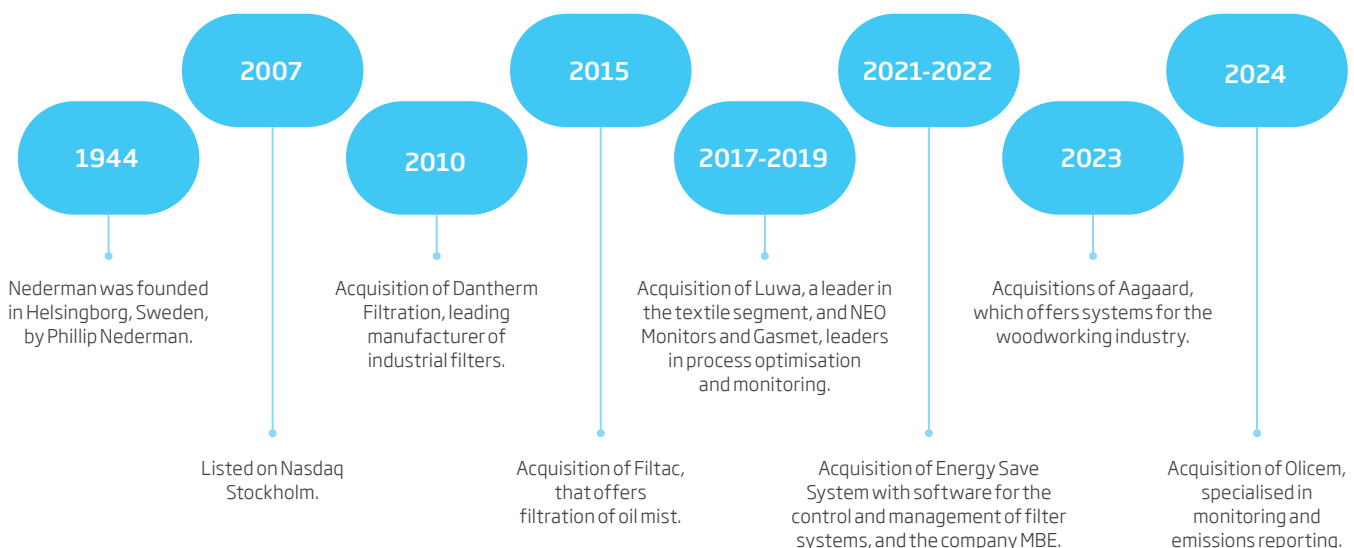 1944
Nederman was founded
in Helsingborg, Sweden,
by Phillip Nederman.
2007
Listed on Nasdaq
Stockholm.
2010
Acquisition of Dantherm
Filtration, leading
manufacturer of
industrial filters.
2015
Acquisition of Filtac,
that offers
filtration of oil mist.
2017-2019
Acquisition of Luwa, a leader in
the textile segment, and NEO
Monitors and Gasmet, leaders
in process optimisation
and monitoring.
2021-2022
Acquisition of Energy Save
System with software for the
control and management of filter
systems, and the company MBE.
2023
Acquisitions of Aagaard,
which offers systems for the
woodworking industry.
2024
Acquisition of Olicem,
specialised in
monitoring and
emissions reporting.